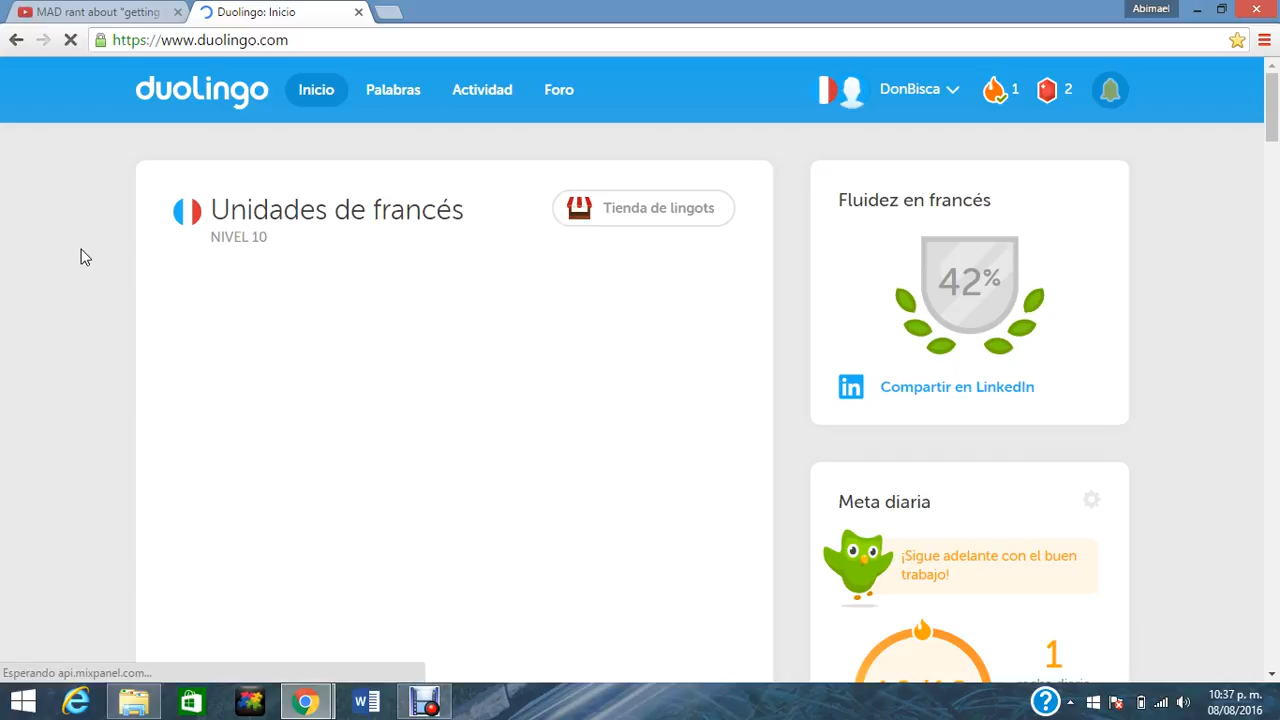 MAD rant about "getting
Duolingo: Inicio
Abimael
https://www.duolingo.com
duolingo
Inicio
Palabras
Actividad
Foro
DonBisca
1
2
Unidades de francés
NIVEL 10
Tienda de lingots
Fluidez en francés
42%
in
Compartir en LinkedIn
Meta diaria
¡Sigue adelante con el buen
trabajo!
1
Esperando api.mixpanel.com...
10:37 p. m.
08/08/2016